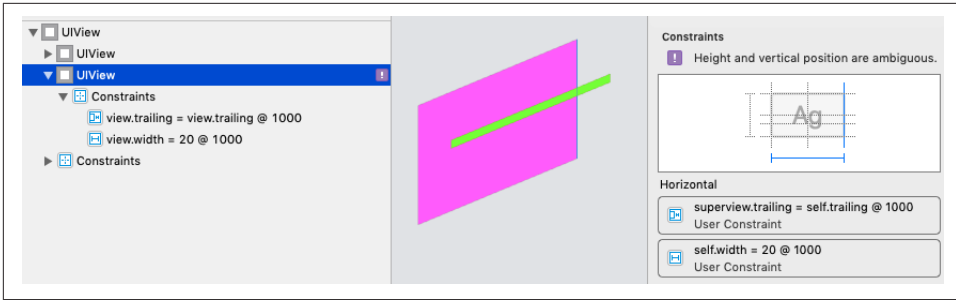 UIView
UIView
UIView
Constraints
view.trailing = view.trailing @ 1000
view.width = 20 @ 1000
Constraints
Constraints
! Height and vertical position are ambiguous.
Ag
Horizontal
superview.trailing = self.trailing @ 1000
User Constraint
self.width = 20 @ 1000
User Constraint